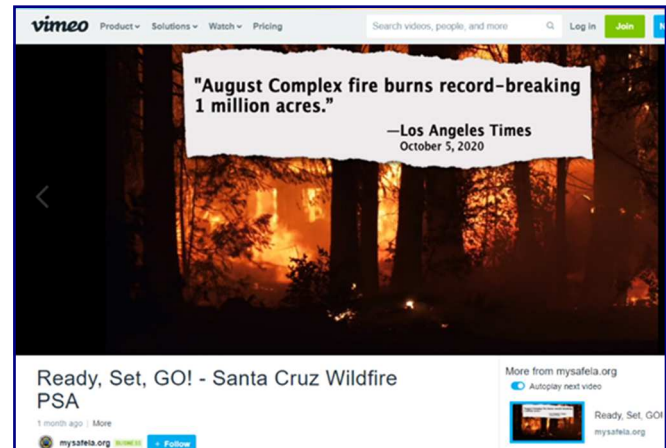 vimeo Product Solutions Watch Pricing Search videos, people, and more Log in Join
"August Complex fire burns record-breaking
1 million acres."
—Los Angeles Times
October 5, 2020
Ready, Set, GO! - Santa Cruz Wildfire
PSA
1 month ago | More
mysafela.org BUSINESS + Follow
More from mysafela.org
Autoplay next video
Ready, Set, GO!
mysafela.org